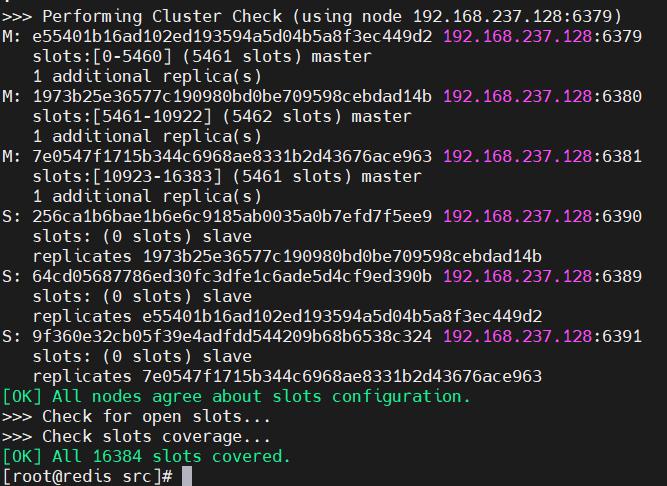 >>> Performing Cluster Check (using node 192.168.237.128:6379)
M: e55401b16ad102ed193594a5d04b5a8f3ec449d2 192.168.237.128:6379
   slots:[0-5460] (5461 slots) master
   1 additional replica(s)
M: 1973b25e36577c190980bd0be709598cebdad14b 192.168.237.128:6380
   slots:[5461-10922] (5462 slots) master
   1 additional replica(s)
M: 7e0547f1715b344c6968ae8331b2d43676ace963 192.168.237.128:6381
   slots:[10923-16383] (5461 slots) master
   1 additional replica(s)
S: 256ca1b6bae1b6e6c9185ab0035a0b7efd7f5ee9 192.168.237.128:6390
   slots: (0 slots) slave
   replicates 1973b25e36577c190980bd0be709598cebdad14b
S: 64cd05687786ed30fc3dfe1c6ade5d4cf9ed390b 192.168.237.128:6389
   slots: (0 slots) slave
   replicates e55401b16ad102ed193594a5d04b5a8f3ec449d2
S: 9f360e32cb05f39e4adfdd544209b68b6538c324 192.168.237.128:6391
   slots: (0 slots) slave
   replicates 7e0547f1715b344c6968ae8331b2d43676ace963
[OK] All nodes agree about slots configuration.
>>> Check for open slots...
>>> Check slots coverage...
[OK] All 16384 slots covered.
[root@redis src]#